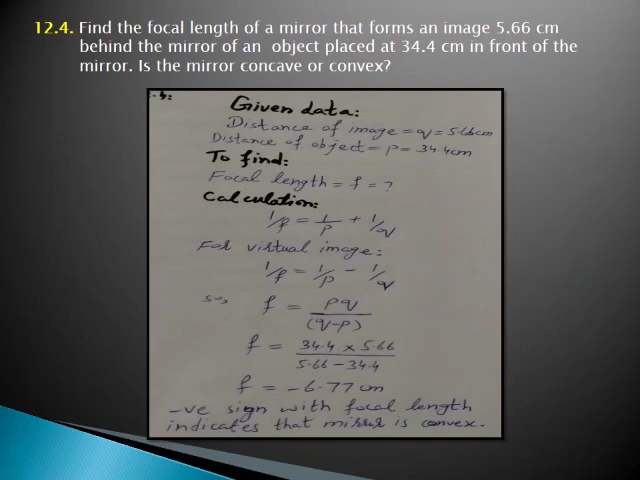 12.4. Find the focal length of a mirror that forms an image 5.66 cm
behind the mirror of an object placed at 34.4 cm in front of the
mirror. Is the mirror concave or convex?
Given data:
Distance of image = q = 5.66cm
Distance of object = p = 34.4cm
To find:
Focal length = f = ?
Calculation:
1/f = 1/p + 1/q
For virtual image:
1/f = 1/p - 1/q
so, f = pq/(q-p)
f = 34.4 x 5.66/5.66 - 34.4
f = -6.77 cm
-ve sign with focal length
indicates that mirror is convex.